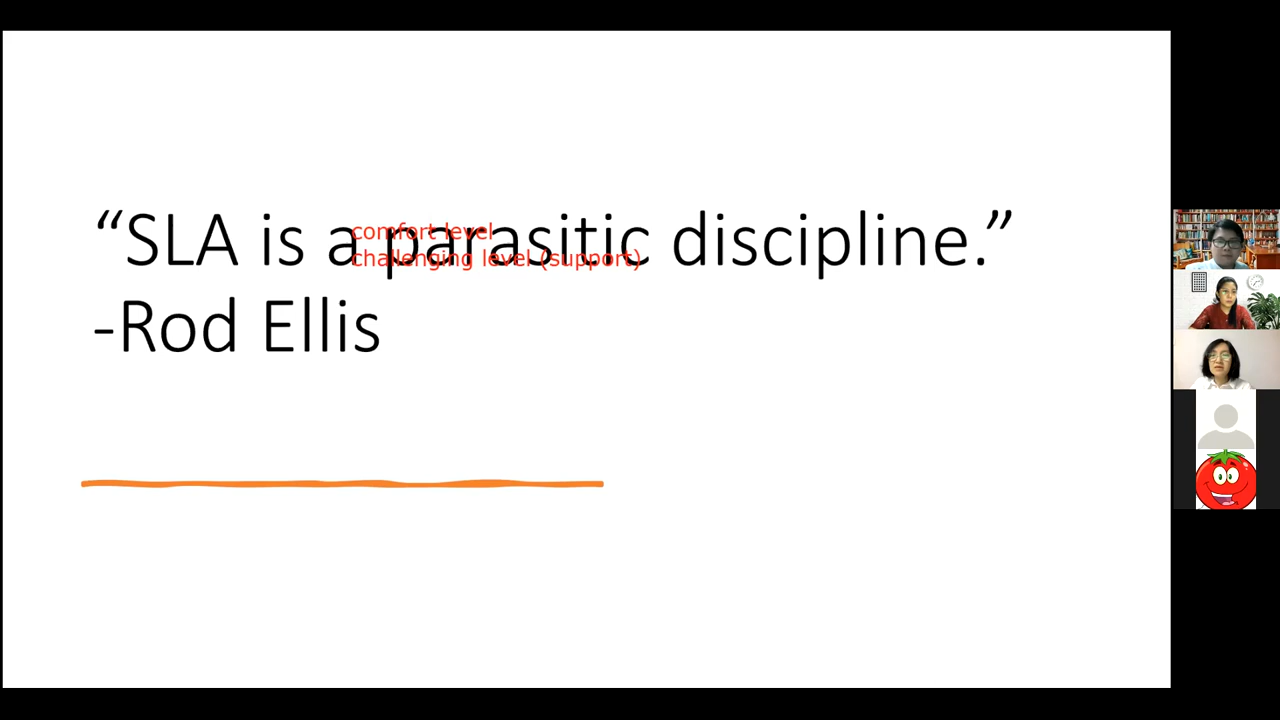 “SLA is a parasitic discipline.”
comfort level
challenging level (support)
-Rod Ellis